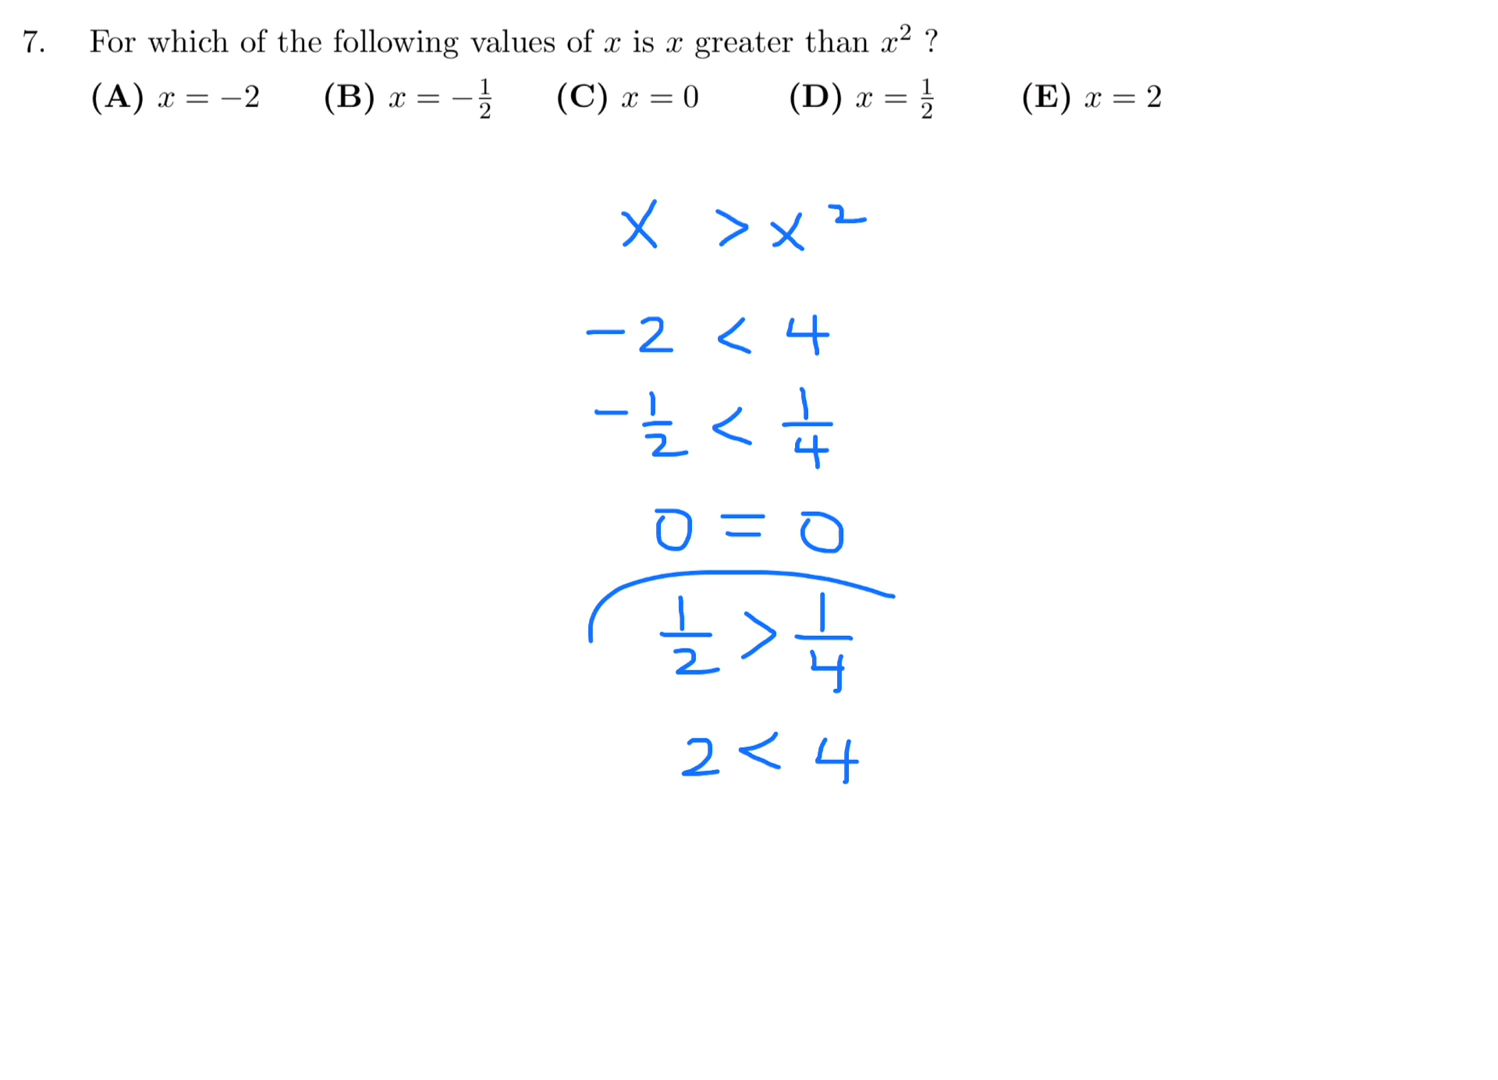 7. For which of the following values of x is x greater than x² ?
(A) x = −2 (B) x = −1/2 (C) x = 0 (D) x = 1/2 (E) x = 2
x > x²
−2 < 4
−1/2 < 1/4
0 = 0
1/2 > 1/4
2 < 4